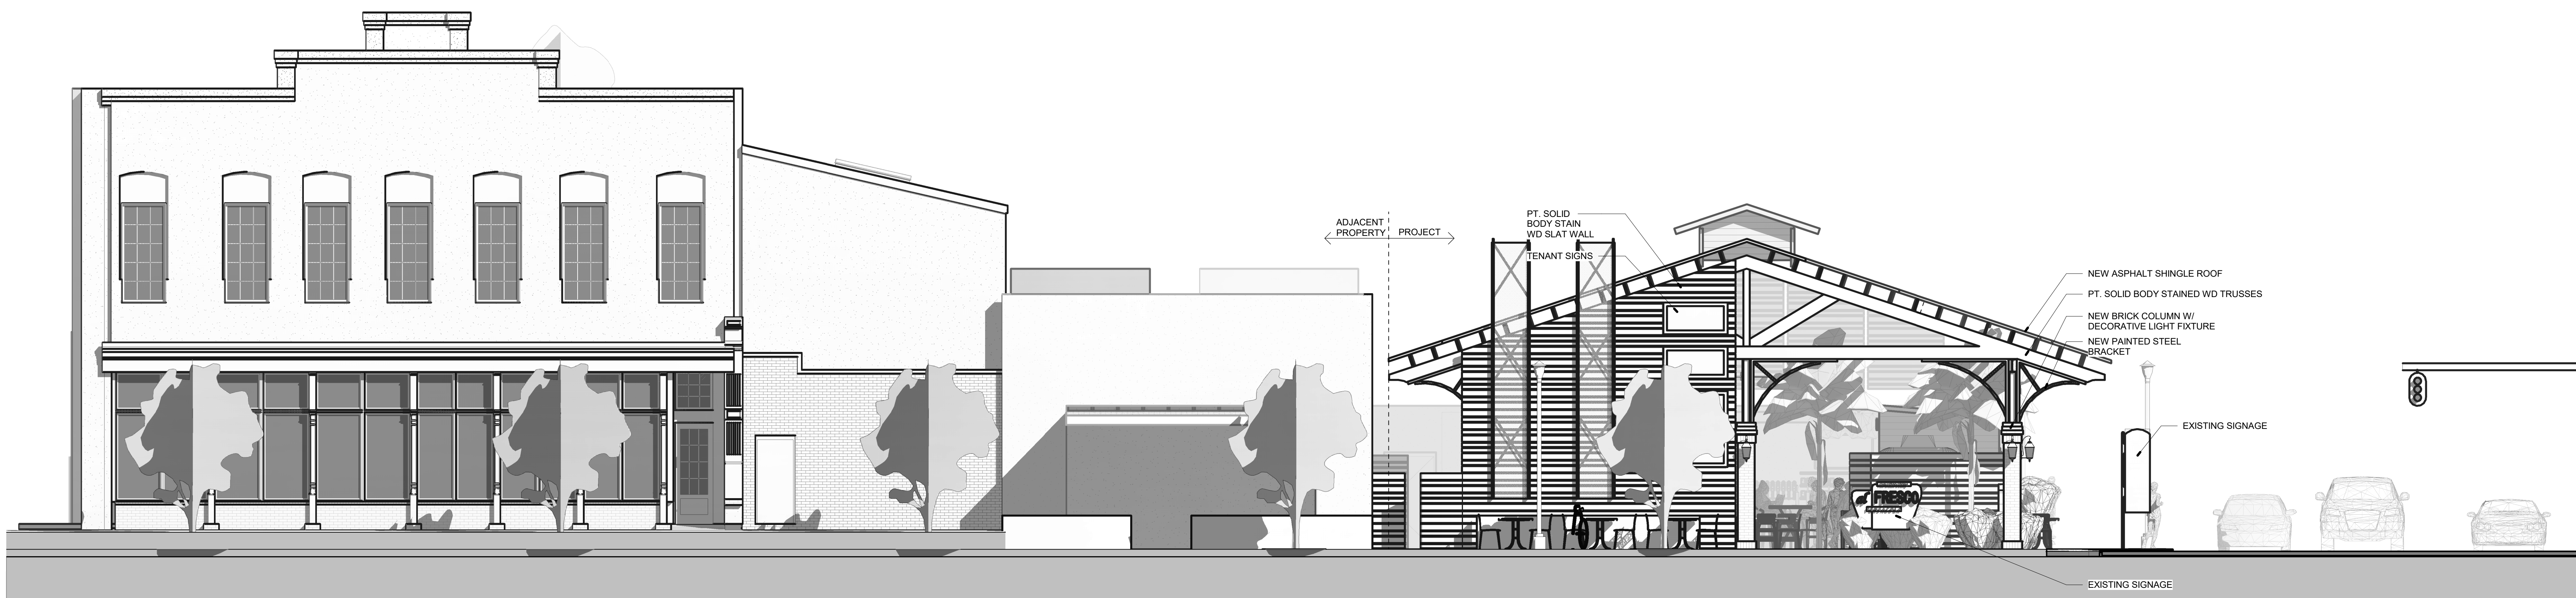 ADJACENT
PROPERTY
PROJECT
PT. SOLID
BODY STAIN
WD SLAT WALL
TENANT SIGNS
NEW ASPHALT SHINGLE ROOF
PT. SOLID BODY STAINED WD TRUSSES
NEW BRICK COLUMN W/
DECORATIVE LIGHT FIXTURE
NEW PAINTED STEEL
BRACKET
EXISTING SIGNAGE
al FRESCO
EXISTING SIGNAGE